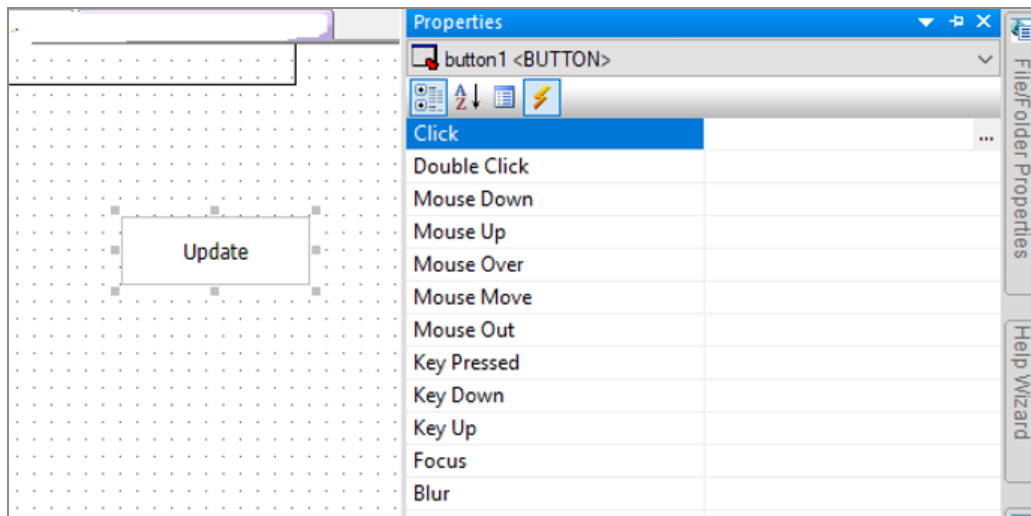 Properties
button1 <BUTTON>
A
Z
Click
...
Double Click
Mouse Down
Mouse Up
Mouse Over
Mouse Move
Mouse Out
Key Pressed
Key Down
Key Up
Focus
Blur
Update
File/Folder Properties
Help Wizard